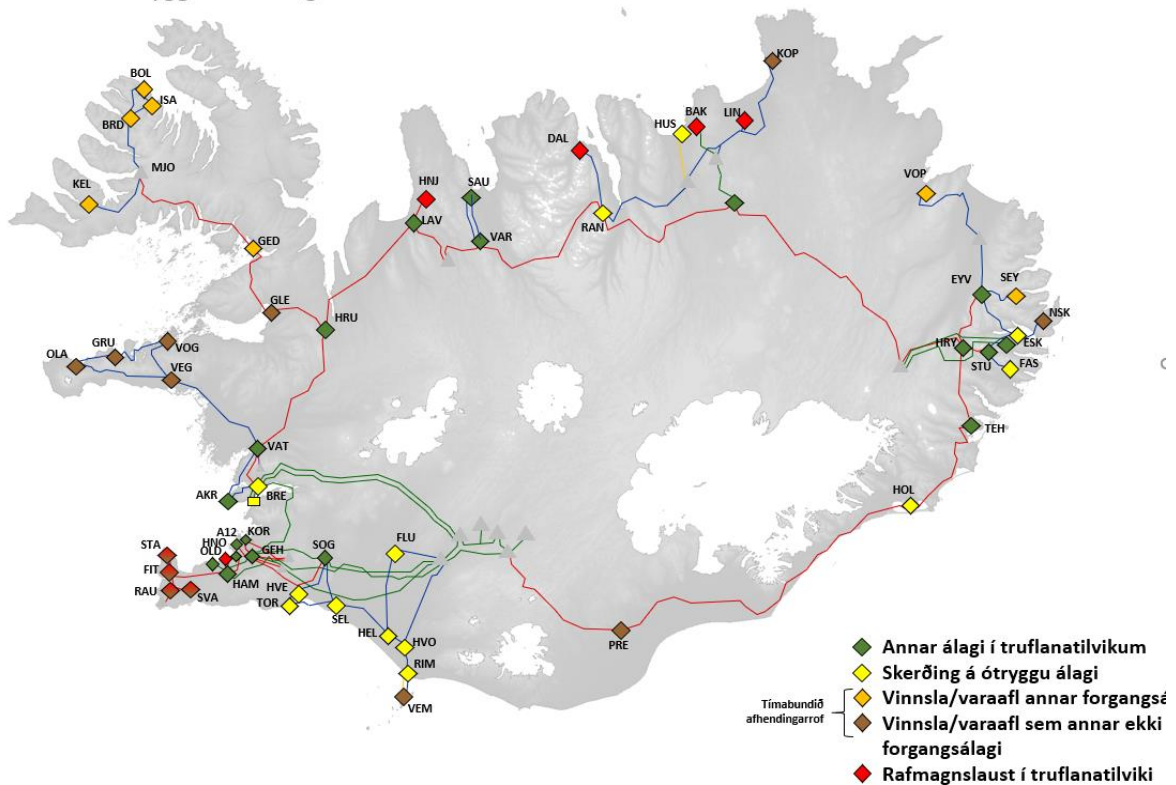 BOL
ISA
BRD
MJO
KEL
GED
GLE
HRU
VOG
GRU
OLA
VEG
VAT
AKR
BRE
HNJ
LAV
SAU
VAR
DAL
RAN
HUS
BAK
LIN
KOP
VOP
EYV
SEY
NSK
HRY
ESK
STU
FAS
TEH
HOL
PRE
A12
KOR
HNO
OLD
GEH
SOG
FLU
STA
FIT
RAU
SVA
HAM
HVE
TOR
SEL
HEL
HVO
RIM
VEM
Annar álagi í truflanatilvikum
Skerðing á ótryggu álagi
Tímabundið
afhendingarrof
Vinnsla/varaafl annar forgangsá
Vinnsla/varaafl sem annar ekki
forgangsálagi
Rafmagnslaust í truflanatilviki